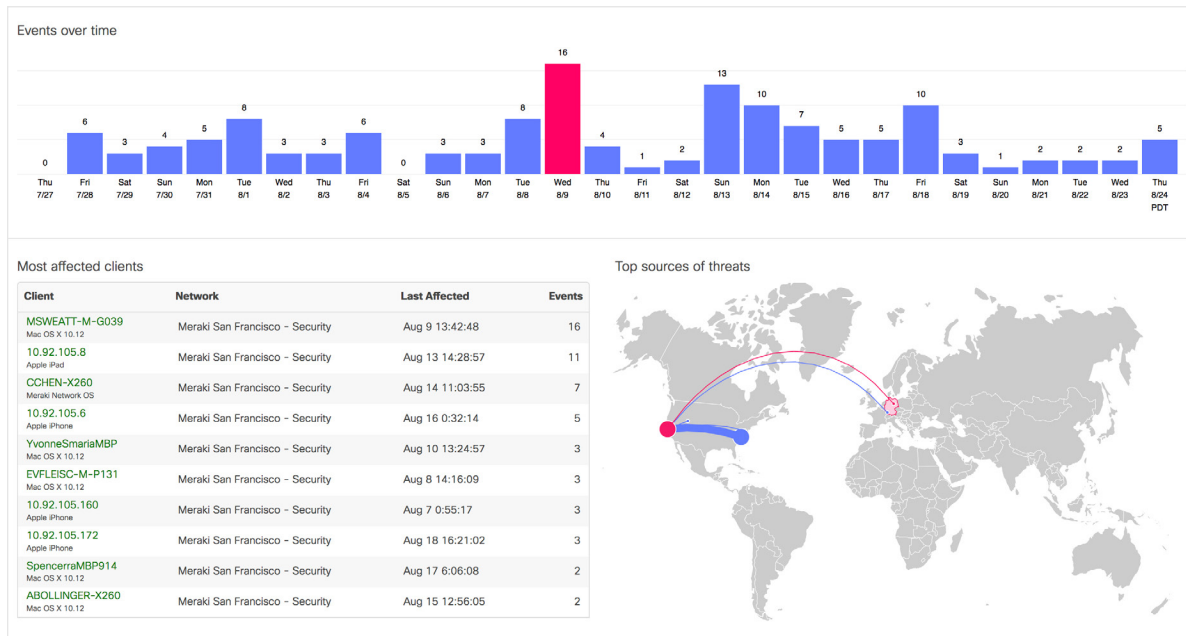 Events over time
0 6 3 4 5 8 3 3 6 0 3 3 8 16 4 1 2 13 10 7 5 5 10 3 1 2 2 2 5
Thu Fri Sat Sun Mon Tue Wed Thu Fri Sat Sun Mon Tue Wed Thu Fri Sat Sun Mon Tue Wed Thu Fri Sat Sun Mon Tue Wed Thu
7/27 7/28 7/29 7/30 7/31 8/1 8/2 8/3 8/4 8/5 8/6 8/7 8/8 8/9 8/10 8/11 8/12 8/13 8/14 8/15 8/16 8/17 8/18 8/19 8/20 8/21 8/22 8/23 8/24
PDT
Most affected clients
Client Network Last Affected Events
MSWEATT-M-G039 Meraki San Francisco - Security Aug 9 13:42:48 16
Mac OS X 10.12
10.92.105.8 Meraki San Francisco - Security Aug 13 14:28:57 11
Apple iPad
CCHEN-X260 Meraki San Francisco - Security Aug 14 11:03:55 7
Meraki Network OS
10.92.105.6 Meraki San Francisco - Security Aug 16 0:32:14 5
Apple iPhone
YvonneSmariaMBP Meraki San Francisco - Security Aug 10 13:24:57 3
Mac OS X 10.12
EVFLEISC-M-P131 Meraki San Francisco - Security Aug 8 14:16:09 3
Mac OS X 10.12
10.92.105.160 Meraki San Francisco - Security Aug 7 0:55:17 3
Apple iPhone
10.92.105.172 Meraki San Francisco - Security Aug 18 16:21:02 3
Apple iPhone
SpencerraMBP914 Meraki San Francisco - Security Aug 17 6:06:08 2
Mac OS X 10.12
ABOLLINGER-X260 Meraki San Francisco - Security Aug 15 12:56:05 2
Mac OS X 10.12
Top sources of threats